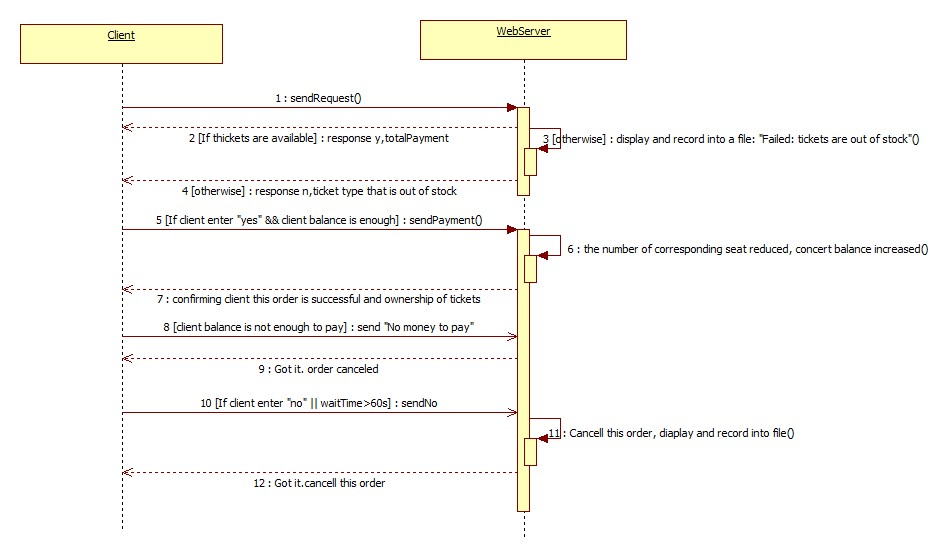 Client
WebServer
1 : sendRequest()
2 [If thickets are available] : response y,totalPayment
3 [otherwise] : display and record into a file: "Failed: tickets are out of stock"()
4 [otherwise] : response n,ticket type that is out of stock
5 [If client enter "yes" && client balance is enough] : sendPayment()
6 : the number of corresponding seat reduced, concert balance increased()
7 : confirming client this order is successful and ownership of tickets
8 [client balance is not enough to pay] : send "No money to pay"
9 : Got it. order canceled
10 [If client enter "no" || waitTime>60s] : sendNo
11 : Cancell this order, diaplay and record into file()
12 : Got it.cancell this order